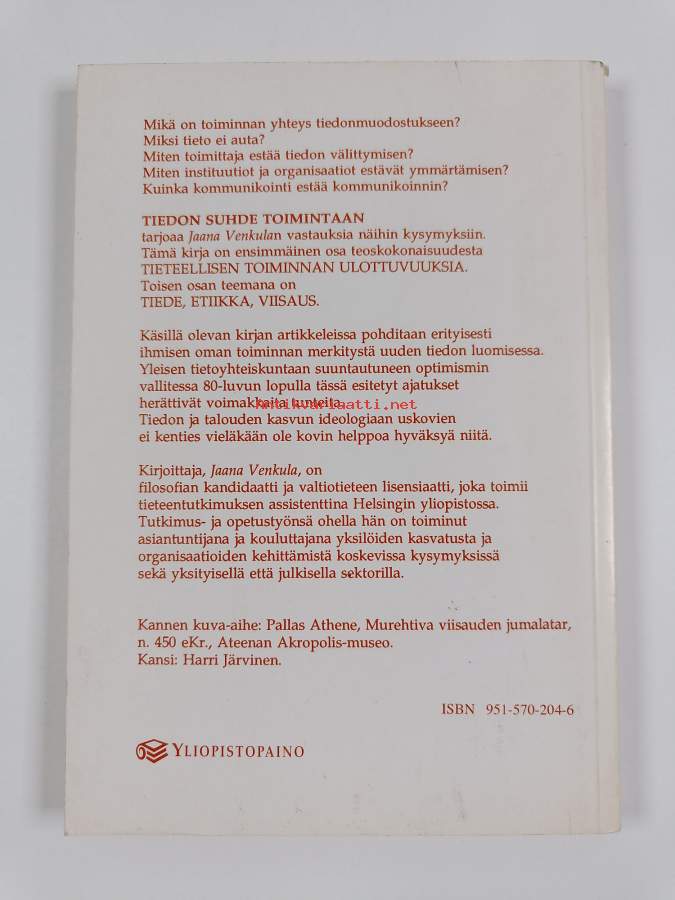 Mikä on toiminnan yhteys tiedonmuodostukseen?
Miksi tieto ei auta?
Miten toimittaja estää tiedon välittymisen?
Miten instituutiot ja organisaatiot estävät ymmärtämisen?
Kuinka kommunikointi estää kommunikoinnin?
TIEDON SUHDE TOIMINTAAN
tarjoaa Jaana Venkulan vastauksia näihin kysymyksiin.
Tämä kirja on ensimmäinen osa teoskokonaisuudesta
TIETEELLISEN TOIMINNAN ULOTTUVUUKSIA.
Toisen osan teemana on
TIEDE, ETIIKKA, VIISAUS.
Käsillä olevan kirjan artikkeleissa pohditaan erityisesti
ihmisen oman toiminnan merkitystä uuden tiedon luomisessa.
Yleisen tietoyhteiskuntaan suuntautuneen optimismin
vallitessa 80-luvun lopulla tässä esitetyt ajatukset
herättivät voimakkaita tunteita.
antikvariaatti.net
Tiedon ja talouden kasvun ideologiaan uskovien
ei kenties vieläkään ole kovin helppoa hyväksyä niitä.
Kirjoittaja, Jaana Venkula, on
filosofian kandidaatti ja valtiotieteen lisensiaatti, joka toimii
tieteentutkimuksen assistenttina Helsingin yliopistossa.
Tutkimus- ja opetustyönsä ohella hän on toiminut
asiantuntijana ja kouluttajana yksilöiden kasvatusta ja
organisaatioiden kehittämistä koskevissa kysymyksissä
sekä yksityisellä että julkisella sektorilla.
Kannen kuva-aihe: Pallas Athene, Murehtiva viisauden jumalatar,
n. 450 eKr., Ateenan Akropolis-museo.
Kansi: Harri Järvinen.
ISBN 951-570-204-6
YLIOPISTOPAINO